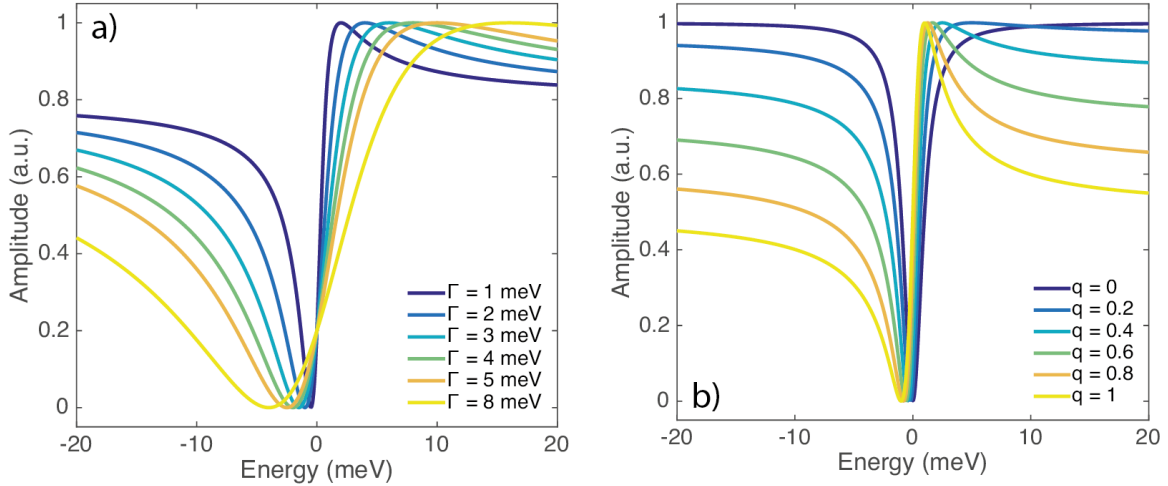 a)
Amplitude (a.u.)
1
0.8
0.6
0.4
0.2
0
-20
-10
0
10
20
Energy (meV)
Γ = 1 meV
Γ = 2 meV
Γ = 3 meV
Γ = 4 meV
Γ = 5 meV
Γ = 8 meV
b)
Amplitude (a.u.)
1
0.8
0.6
0.4
0.2
0
-20
-10
0
10
20
Energy (meV)
q = 0
q = 0.2
q = 0.4
q = 0.6
q = 0.8
q = 1